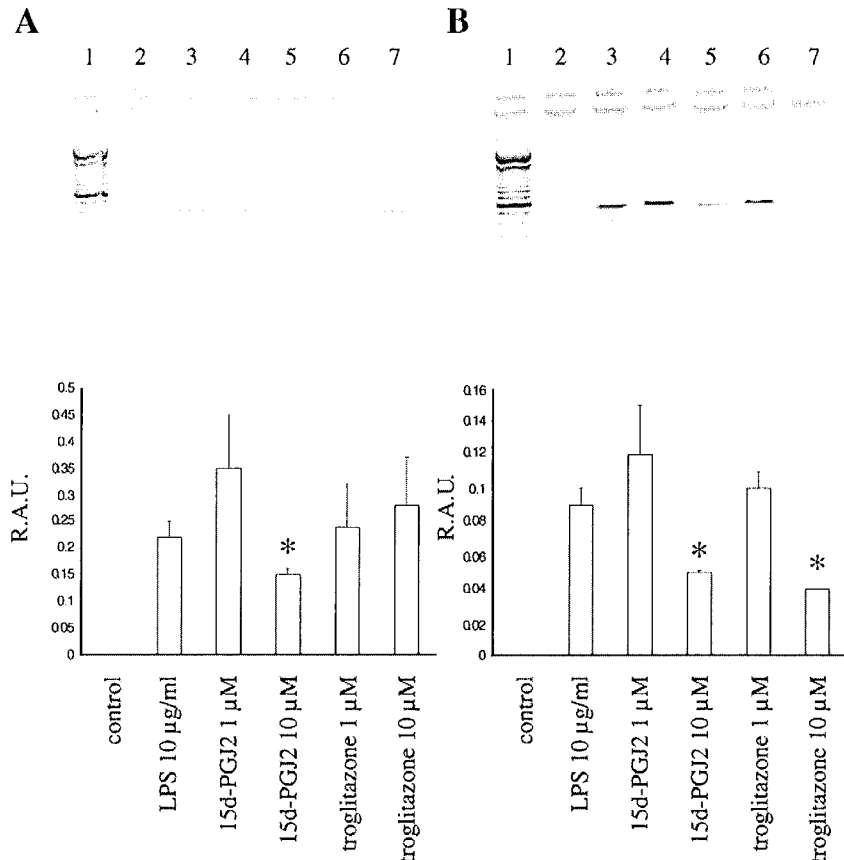 A
1 2 3 4 5 6 7
R.A.U.
0.5
0.45
0.4
0.35
0.3
0.25
0.2
0.15
0.1
0.05
0
*
control
LPS 10 µg/ml
15d-PGJ2 1 µM
15d-PGJ2 10 µM
troglitazone 1 µM
troglitazone 10 µM
B
1 2 3 4 5 6 7
R.A.U.
0.16
0.14
0.12
0.1
0.08
0.06
0.04
0.02
0
*
*
control
LPS 10 µg/ml
15d-PGJ2 1 µM
15d-PGJ2 10 µM
troglitazone 1 µM
troglitazone 10 µM